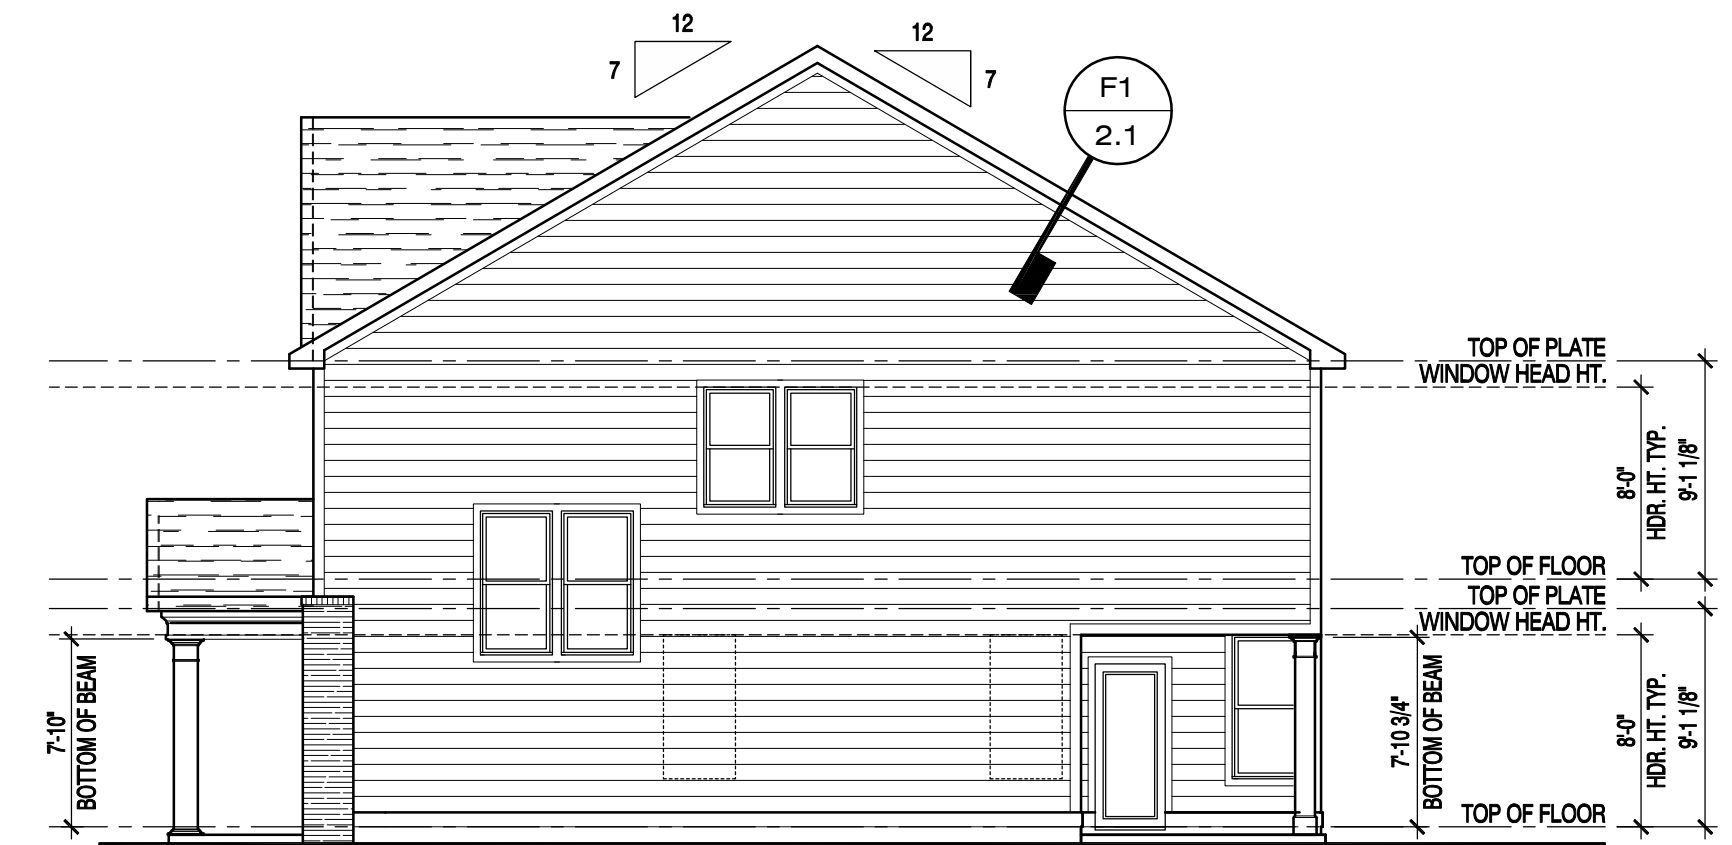 12
7
12
7
F1
2.1
TOP OF PLATE
WINDOW HEAD HT.
8'-0"
HDR. HT. TYP.
9'-1 1/8"
TOP OF FLOOR
TOP OF PLATE
WINDOW HEAD HT.
7'-10"
BOTTOM OF BEAM
7'-10 3/4"
BOTTOM OF BEAM
8'-0"
HDR. HT. TYP.
9'-1 1/8"
TOP OF FLOOR